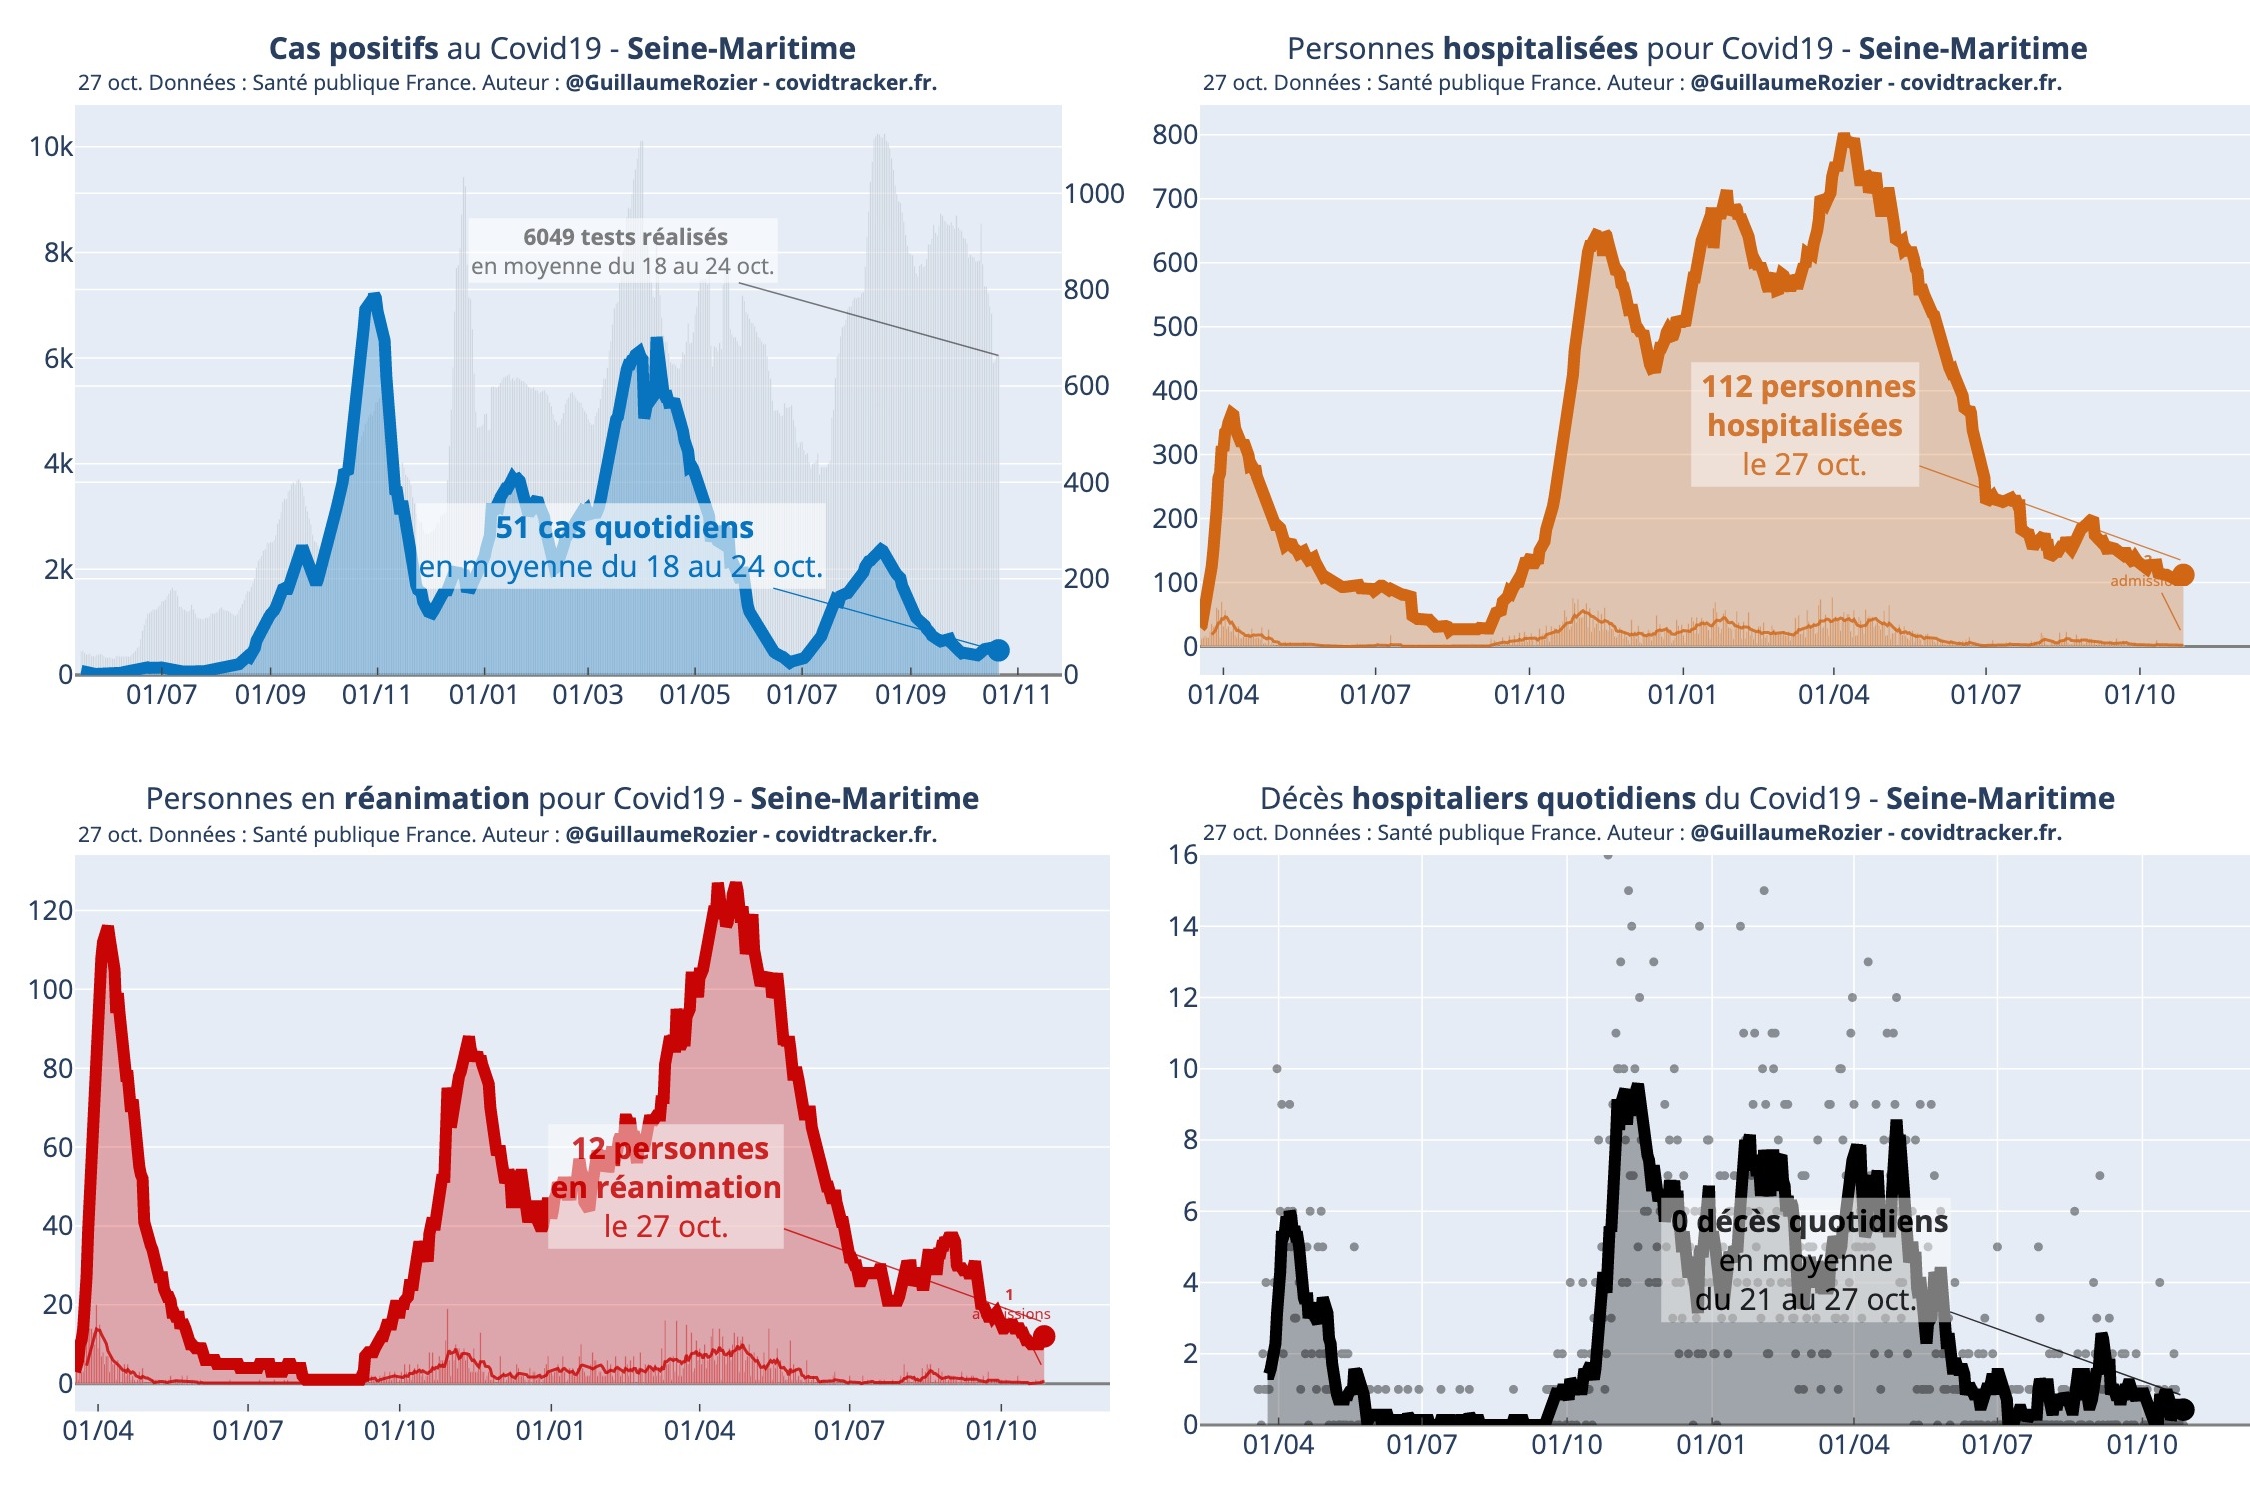 Cas positifs au Covid19 - Seine-Maritime
27 oct. Données : Santé publique France. Auteur : @GuillaumeRozier - covidtracker.fr.
10k
8k
6k
4k
2k
0
1000
800
600
400
200
0
6049 tests réalisés
en moyenne du 18 au 24 oct.
51 cas quotidiens
en moyenne du 18 au 24 oct.
01/07 01/09 01/11 01/01 01/03 01/05 01/07 01/09 01/11
Personnes hospitalisées pour Covid19 - Seine-Maritime
27 oct. Données : Santé publique France. Auteur : @GuillaumeRozier - covidtracker.fr.
800
700
600
500
400
300
200
100
0
112 personnes
hospitalisées
le 27 oct.
01/04 01/07 01/10 01/01 01/04 01/07 01/10
Personnes en réanimation pour Covid19 - Seine-Maritime
27 oct. Données : Santé publique France. Auteur : @GuillaumeRozier - covidtracker.fr.
120
100
80
60
40
20
0
12 personnes
en réanimation
le 27 oct.
1
admissions
01/04 01/07 01/10 01/01 01/04 01/07 01/10
Décès hospitaliers quotidiens du Covid19 - Seine-Maritime
27 oct. Données : Santé publique France. Auteur : @GuillaumeRozier - covidtracker.fr.
16
14
12
10
8
6
4
2
0
0 décès quotidiens
en moyenne
du 21 au 27 oct.
01/04 01/07 01/10 01/01 01/04 01/07 01/10